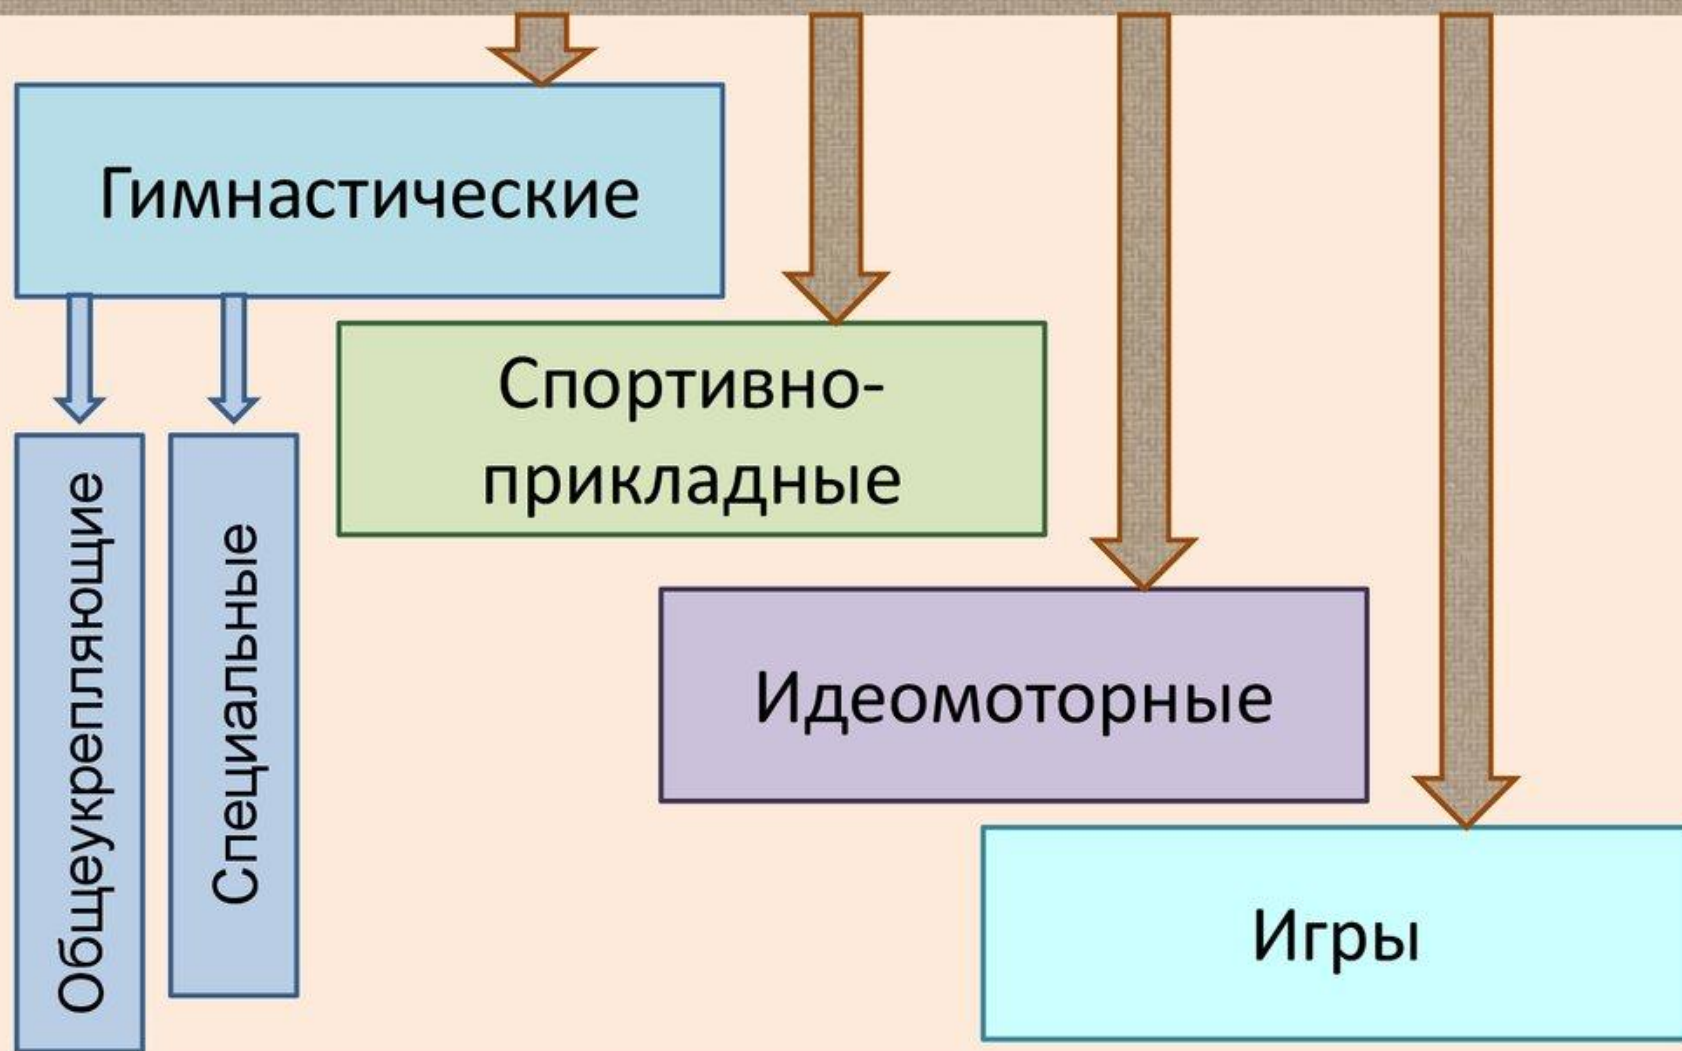 Гимнастические
Спортивно-
прикладные
Общеукрепляющие
Специальные
Идеомоторные
Игры